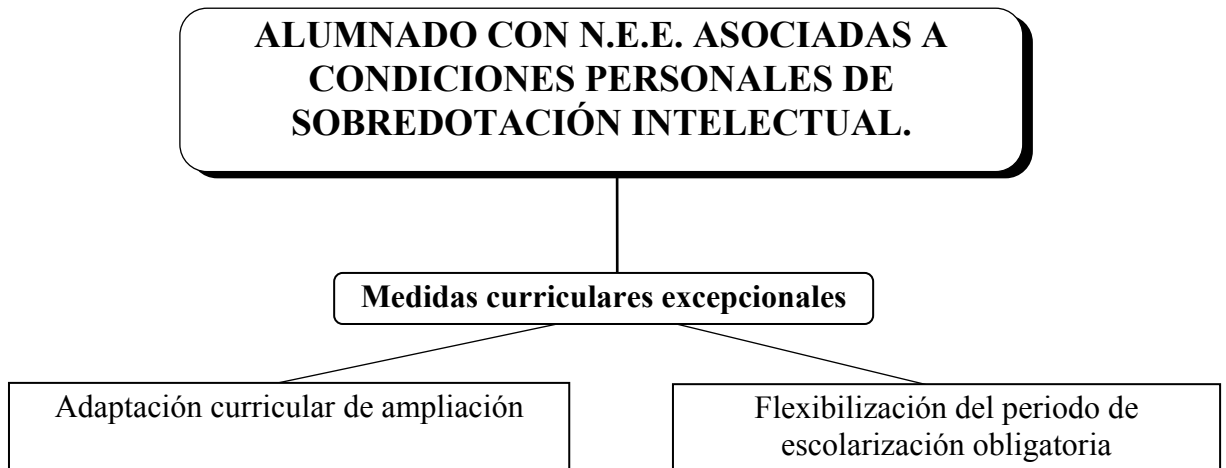 ALUMNADO CON N.E.E. ASOCIADAS A
CONDICIONES PERSONALES DE
SOBREDOTACIÓN INTELECTUAL.
Medidas curriculares excepcionales
Adaptación curricular de ampliación
Flexibilización del periodo de
escolarización obligatoria